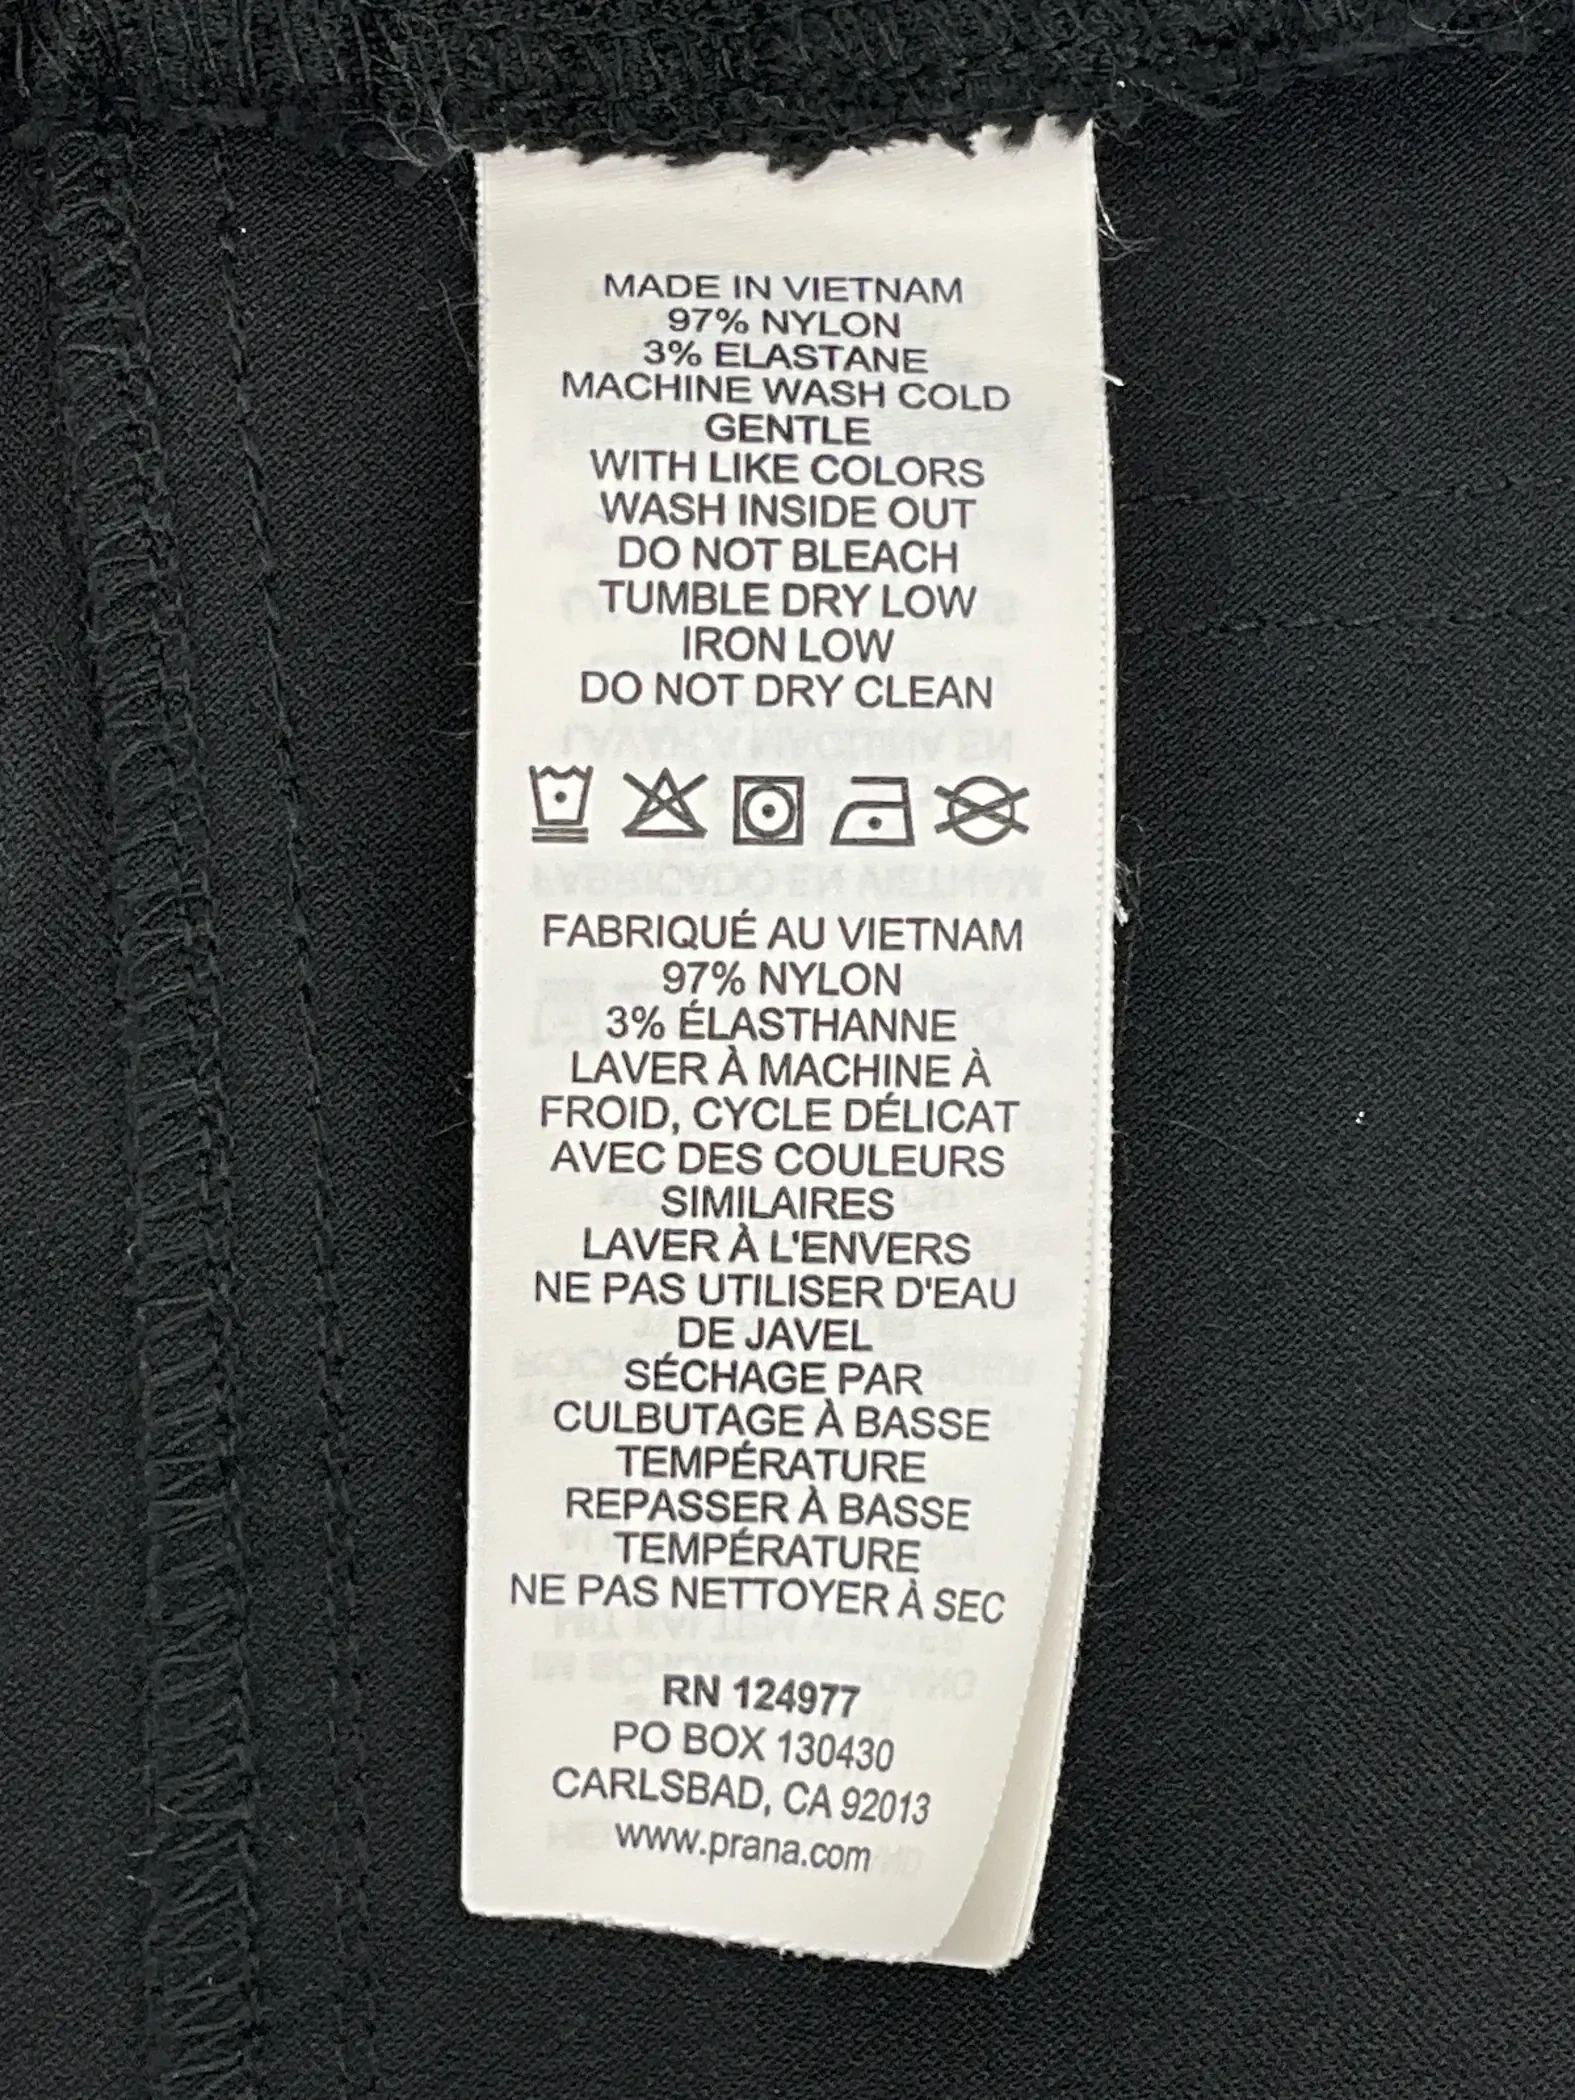 MADE IN VIETNAM
97% NYLON
3% ELASTANE
MACHINE WASH COLD
GENTLE
WITH LIKE COLORS
WASH INSIDE OUT
DO NOT BLEACH
TUMBLE DRY LOW
IRON LOW
DO NOT DRY CLEAN
FABRIQUÉ AU VIETNAM
97% NYLON
3% ÉLASTHANNE
LAVER À MACHINE À
FROID, CYCLE DÉLICAT
AVEC DES COULEURS
SIMILAIRES
LAVER À L'ENVERS
NE PAS UTILISER D'EAU
DE JAVEL
SÉCHAGE PAR
CULBUTAGE À BASSE
TEMPÉRATURE
REPASSER À BASSE
TEMPÉRATURE
NE PAS NETTOYER À SEC
RN 124977
PO BOX 130430
CARLSBAD, CA 92013
www.prana.com